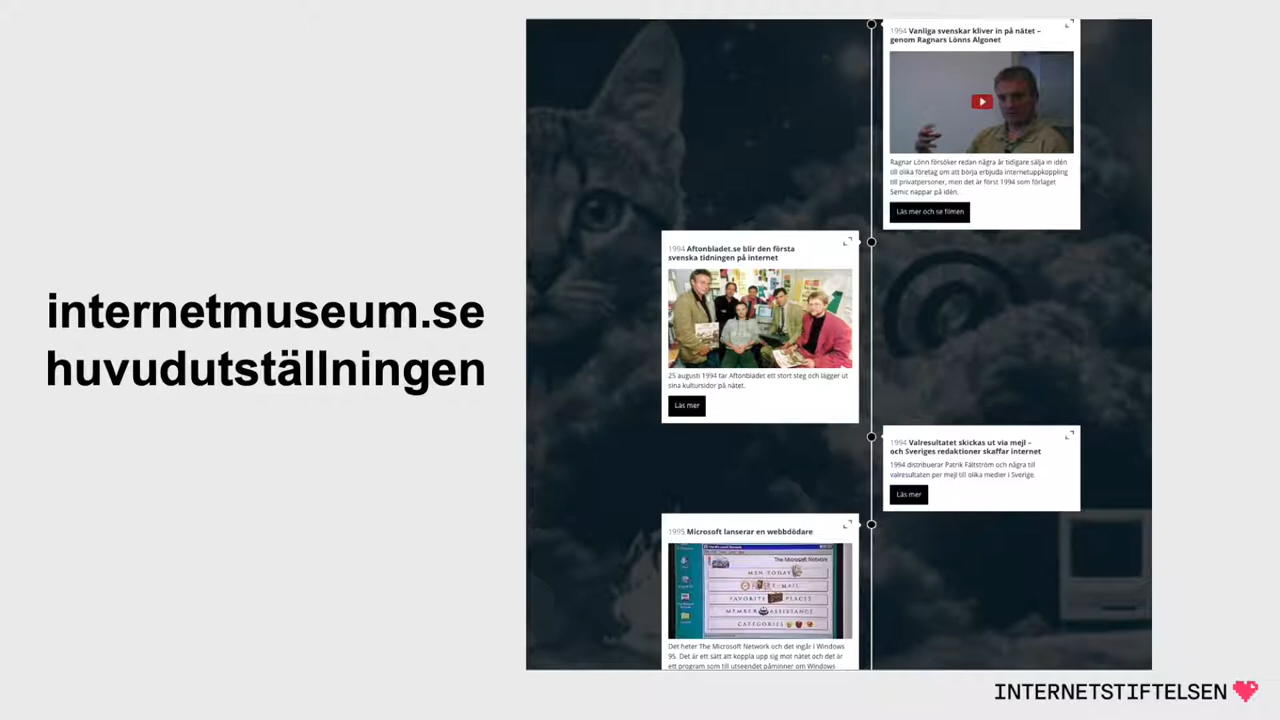 internetmuseum.se
huvudutställningen
1994 Vanliga svenskar kliver in på nätet –
genom Ragnars Lönns Algonet
Ragnar Lönn försöker redan några år tidigare sälja in idén
till olika företag om att börja erbjuda internetuppkoppling
till privatpersoner, men det är först 1994 som förlaget
Semic nappar på idén.
Läs mer och se filmen
1994 Aftonbladet.se blir den första
svenska tidningen på internet
25 augusti 1994 tar Aftonbladet ett stort steg och lägger ut
sina kultursidor på nätet.
Läs mer
1994 Valresultatet skickas ut via mejl –
och Sveriges redaktioner skaffar internet
1994 distribuerar Patrik Fältström och några till
valresultaten per mejl till olika medier i Sverige.
Läs mer
1995 Microsoft lanserar en webbdödare
The Microsoft Network
MSN TODAY
E-MAIL
FAVORITE PLACES
MEMBER ASSISTANCE
CATEGORIES
Det heter The Microsoft Network och det ingår i Windows
95. Det är ett sätt att koppla upp sig mot nätet och det är
ett program som till utseendet påminner om Windows
INTERNETSTIFTELSEN